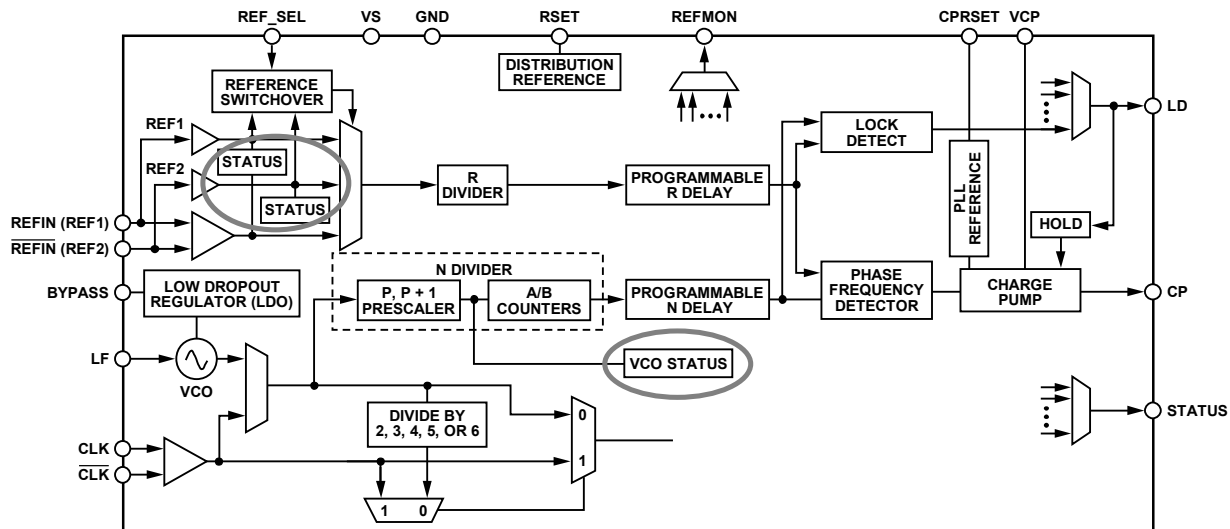 REF_SEL
VS
GND
RSET
REFMON
CPRSET
VCP
DISTRIBUTION
REFERENCE
REFERENCE
SWITCHOVER
REF1
STATUS
REF2
STATUS
R
DIVIDER
PROGRAMMABLE
R DELAY
LOCK
DETECT
LD
PLL
REFERENCE
HOLD
REFIN (REF1)
REFIN (REF2)
BYPASS
LOW DROPOUT
REGULATOR (LDO)
N DIVIDER
P, P + 1
PRESCALER
A/B
COUNTERS
PROGRAMMABLE
N DELAY
PHASE
FREQUENCY
DETECTOR
CHARGE
PUMP
CP
LF
VCO
VCO STATUS
DIVIDE BY
2, 3, 4, 5, OR 6
0
1
STATUS
CLK
CLK
1 0